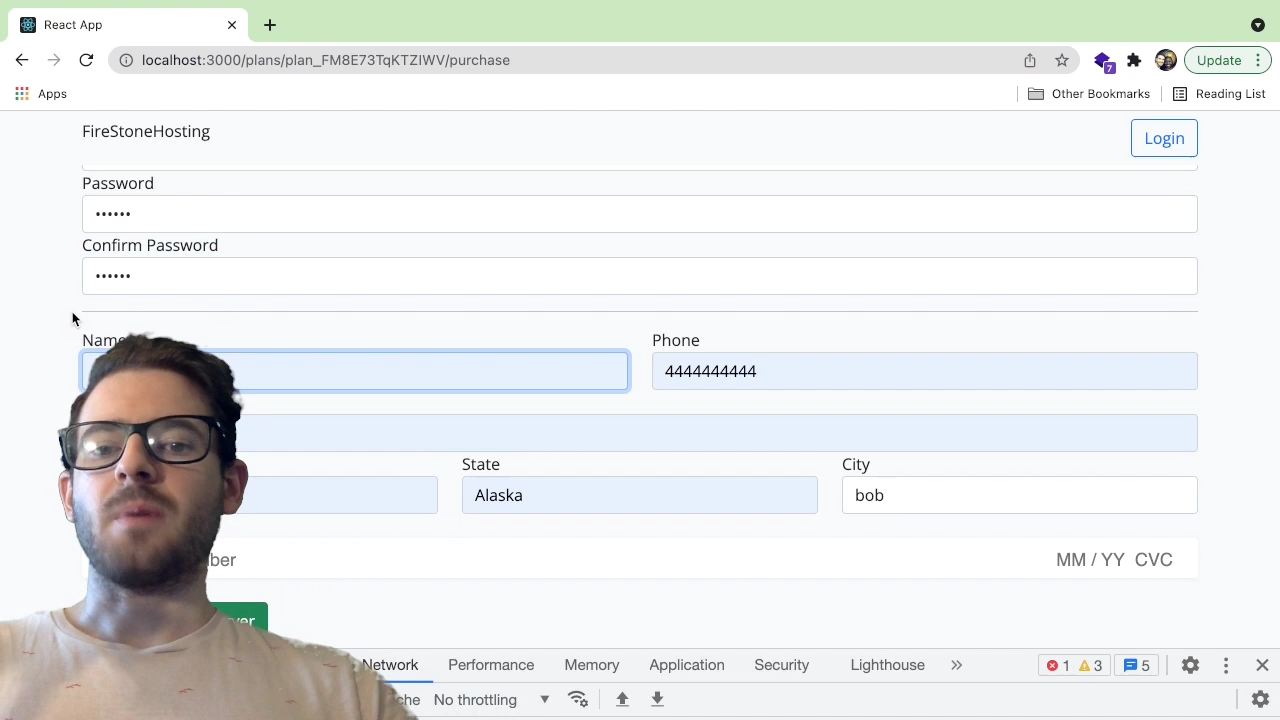 React App
localhost:3000/plans/plan_FM8E73TqKTZIWV/purchase
7
Update
Apps
Other Bookmarks
Reading List
FireStoneHosting
Login
Password
••••••
Confirm Password
••••••
Name
Phone
4444444444
State
City
Alaska
bob
MM / YY CVC
Network Performance Memory Application Security Lighthouse
1
3
5
No throttling